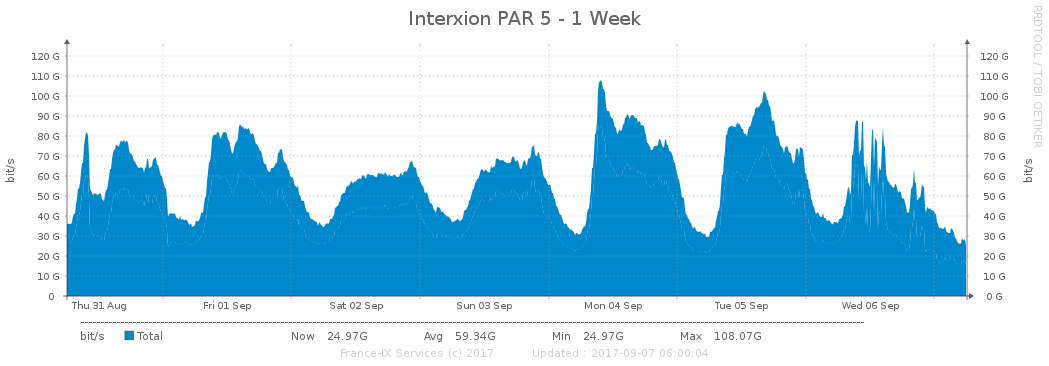 Interxion PAR 5 - 1 Week
RRDTOOL / TOBI OETIKER
bit/s
bit/s
120 G 120 G
110 G 110 G
100 G 100 G
90 G 90 G
80 G 80 G
70 G 70 G
60 G 60 G
50 G 50 G
40 G 40 G
30 G 30 G
20 G 20 G
10 G 10 G
0 0 G
Thu 31 Aug Fri 01 Sep Sat 02 Sep Sun 03 Sep Mon 04 Sep Tue 05 Sep Wed 06 Sep
bit/s Total Now 24.97G Avg 59.34G Min 24.97G Max 108.07G
France-IX Services (c) 2017 Updated : 2017-09-07 06:00:04